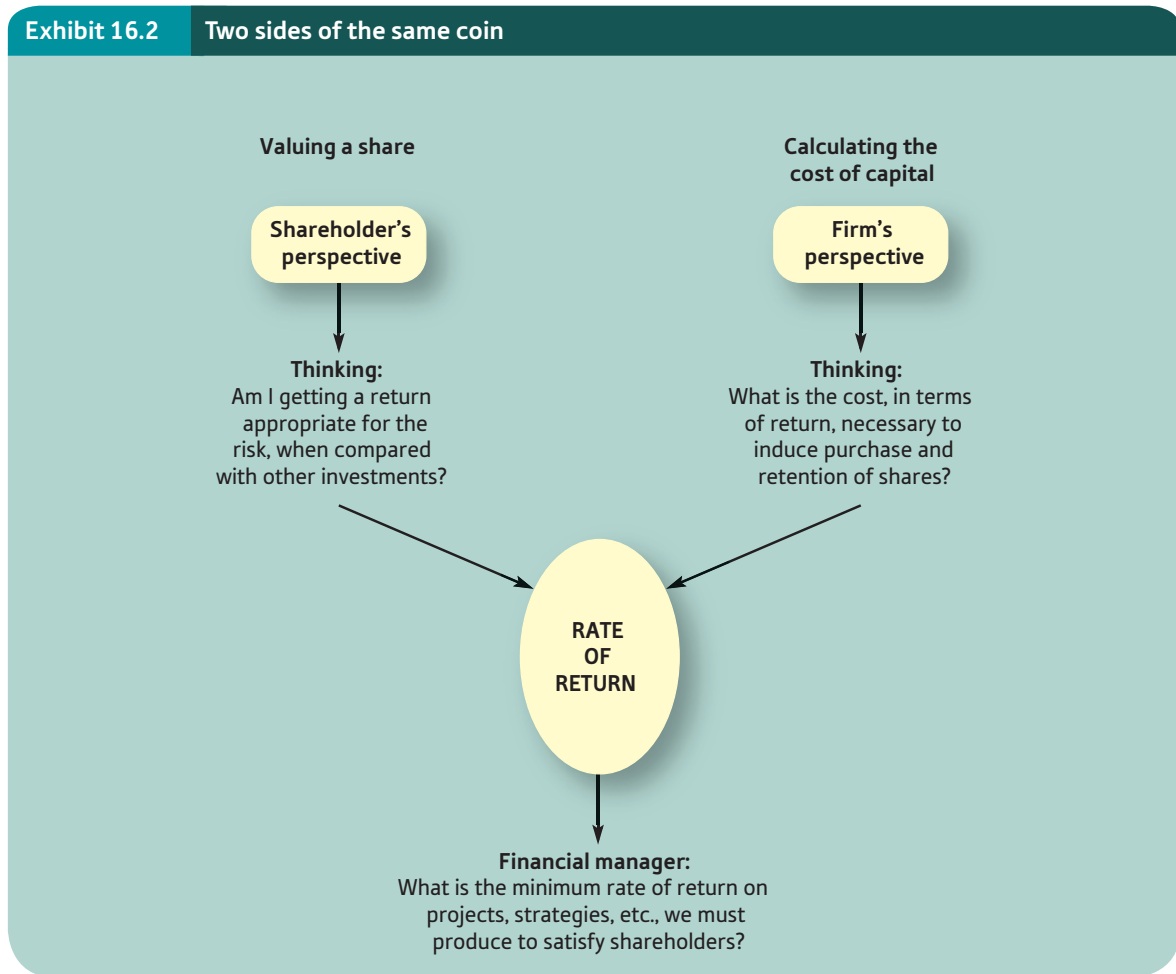 Exhibit 16.2 Two sides of the same coin
Valuing a share
Shareholder's
perspective
Thinking:
Am I getting a return
appropriate for the
risk, when compared
with other investments?
Calculating the
cost of capital
Firm's
perspective
Thinking:
What is the cost, in terms
of return, necessary to
induce purchase and
retention of shares?
RATE
OF
RETURN
Financial manager:
What is the minimum rate of return on
projects, strategies, etc., we must
produce to satisfy shareholders?